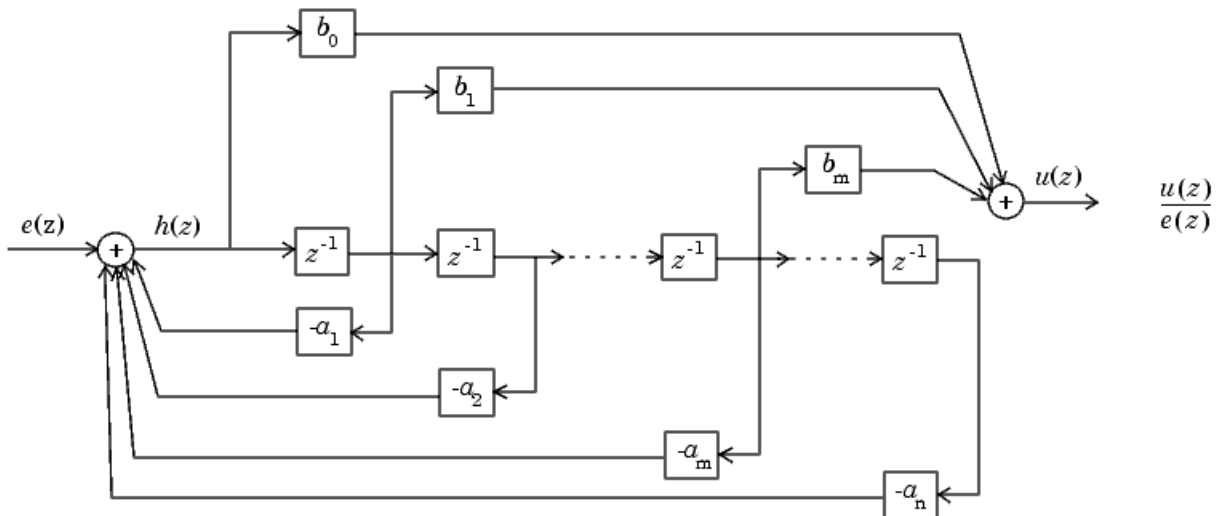 b₀
b₁
bₘ
u(z)
u(z)
e(z)
e(z)
+
h(z)
z⁻¹
z⁻¹
z⁻¹
z⁻¹
+
-a₁
-a₂
-aₘ
-aₙ